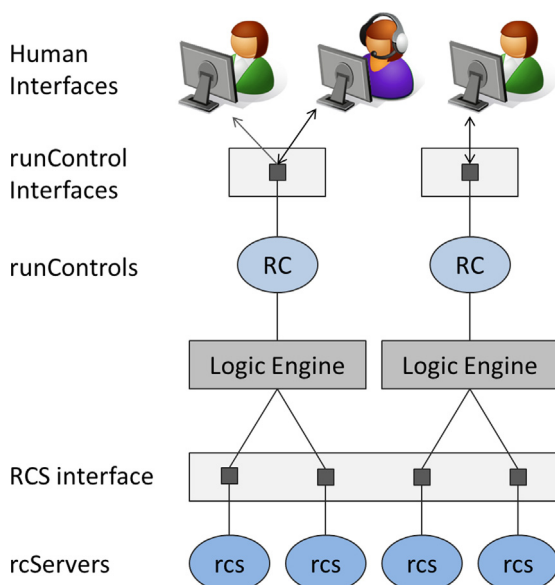 Human
Interfaces
runControl
Interfaces
runControls
RC
RC
Logic Engine
Logic Engine
RCS interface
rcServers
rcs
rcs
rcs
rcs